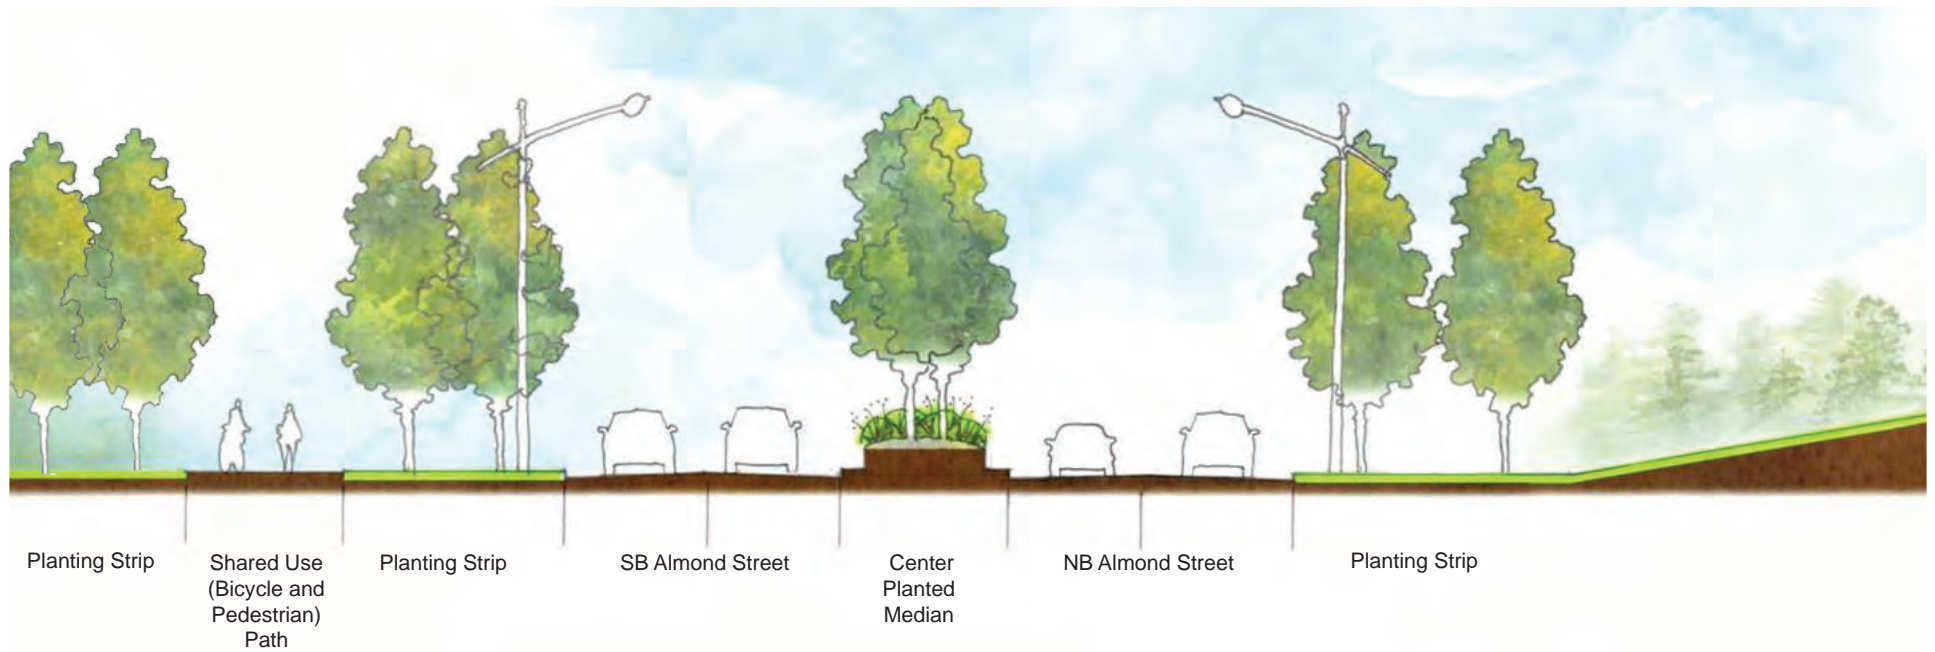 Planting Strip
Shared Use
(Bicycle and
Pedestrian)
Path
Planting Strip
SB Almond Street
Center
Planted
Median
NB Almond Street
Planting Strip